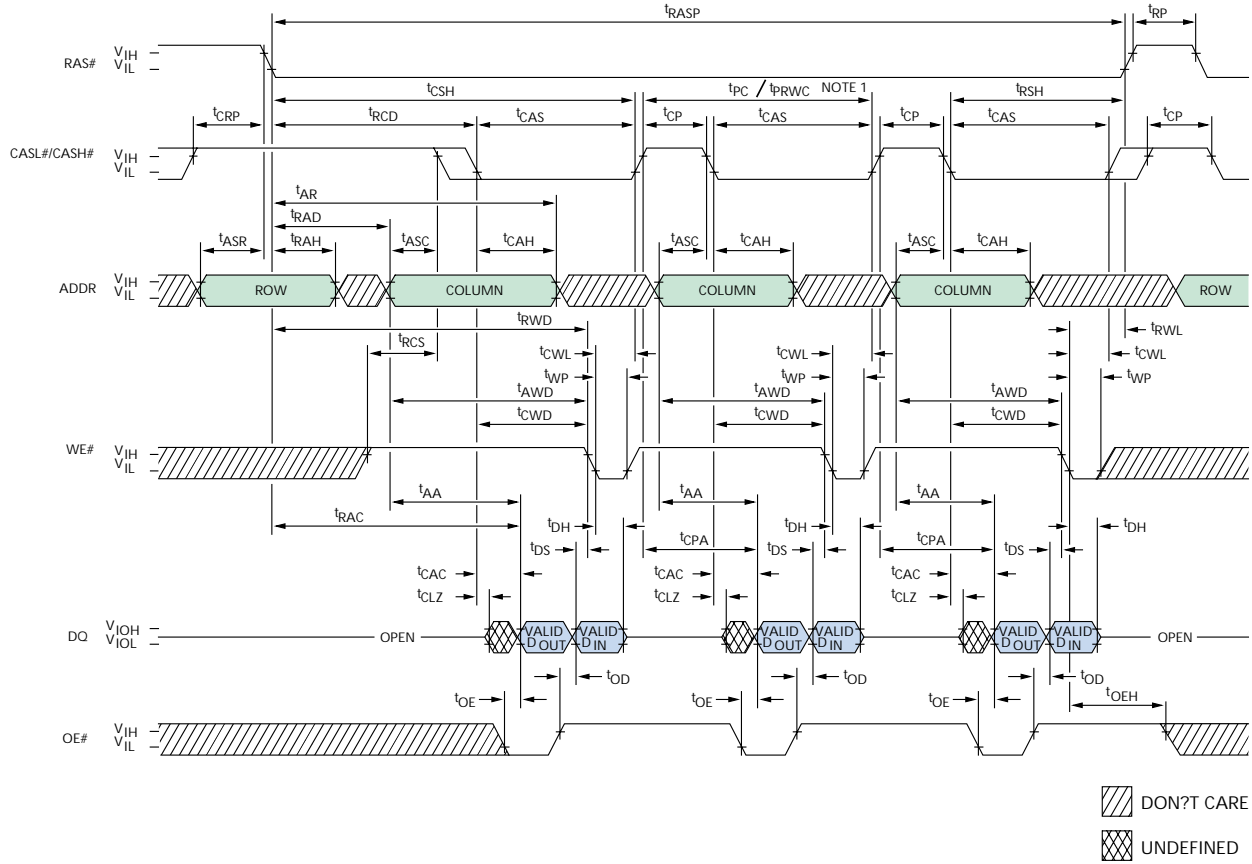 tRASP
tRP
RAS#
VIH
VIL
tCSH
tPC / tPRWC NOTE 1
tRSH
tCRP
tRCD
tCAS
tCP
tCAS
tCP
tCAS
tCP
CASL#/CASH#
VIH
VIL
tAR
tRAD
tASR
tRAH
tASC
tCAH
tASC
tCAH
tASC
tCAH
ADDR
VIH
VIL
ROW
COLUMN
COLUMN
COLUMN
ROW
tRWD
tRWL
tRCS
tCWL
tCWL
tCWL
tWP
tWP
tWP
tAWD
tAWD
tAWD
tCWD
tCWD
tCWD
WE#
VIH
VIL
tAA
tAA
tAA
tRAC
tDH
tDH
tDH
tCPA
tCPA
tDS
tDS
tDS
tCAC
tCAC
tCAC
tCLZ
tCLZ
tCLZ
DQ
VIOH
VIOL
OPEN
VALID
DOUT
VALID
DIN
VALID
DOUT
VALID
DIN
VALID
DOUT
VALID
DIN
OPEN
tOD
tOD
tOD
tOE
tOE
tOE
tOEH
OE#
VIH
VIL
DON?T CARE
UNDEFINED